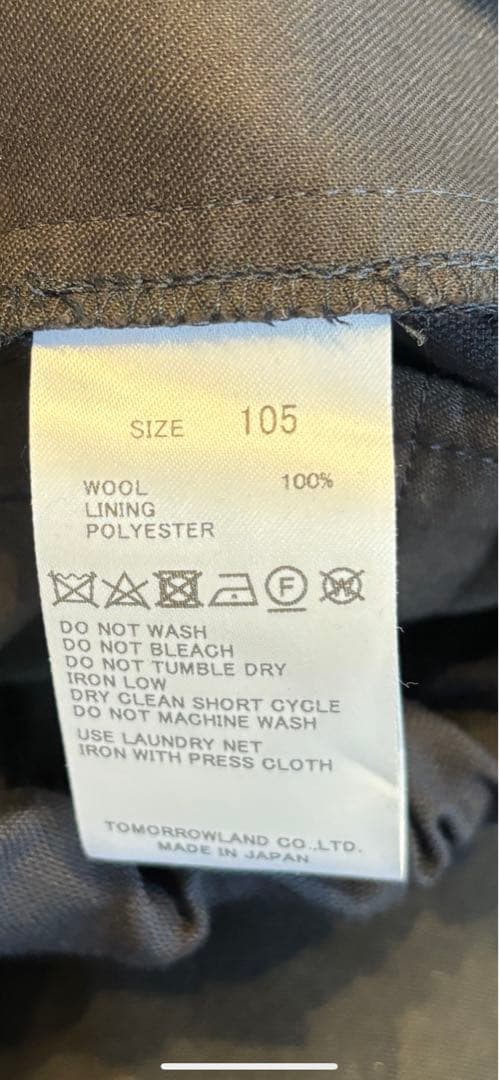 SIZE 105
WOOL 100%
LINING
POLYESTER
F W
DO NOT WASH
DO NOT BLEACH
DO NOT TUMBLE DRY
IRON LOW
DRY CLEAN SHORT CYCLE
DO NOT MACHINE WASH
USE LAUNDRY NET
IRON WITH PRESS CLOTH
TOMORROWLAND CO.,LTD.
MADE IN JAPAN